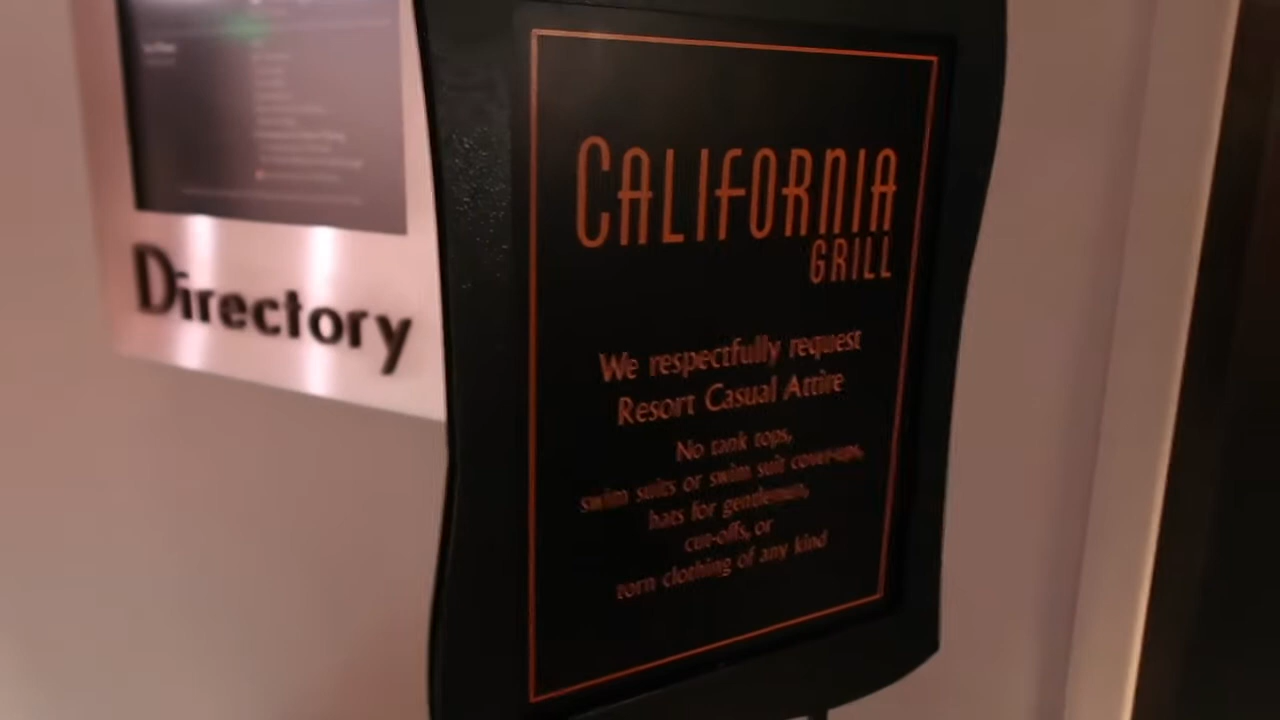 Directory
CALIFORNIA
GRILL
We respectfully request
Resort Casual Attire
No tank tops,
swim suits or swim suit cover-ups,
hats for gentlemen,
cut-offs, or
torn clothing of any kind